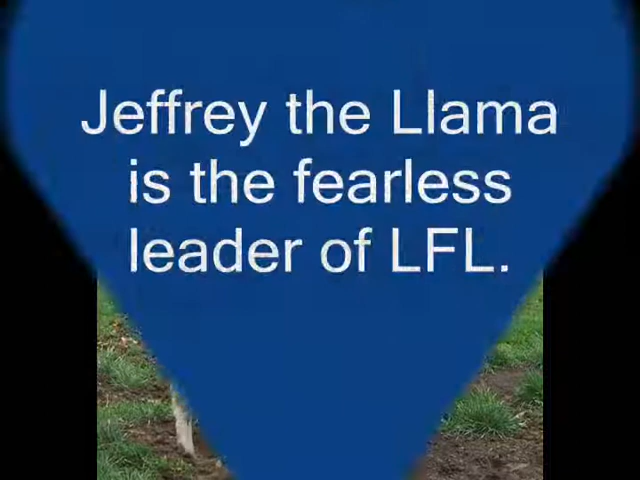 Jeffrey the Llama
is the fearless
leader of LFL.